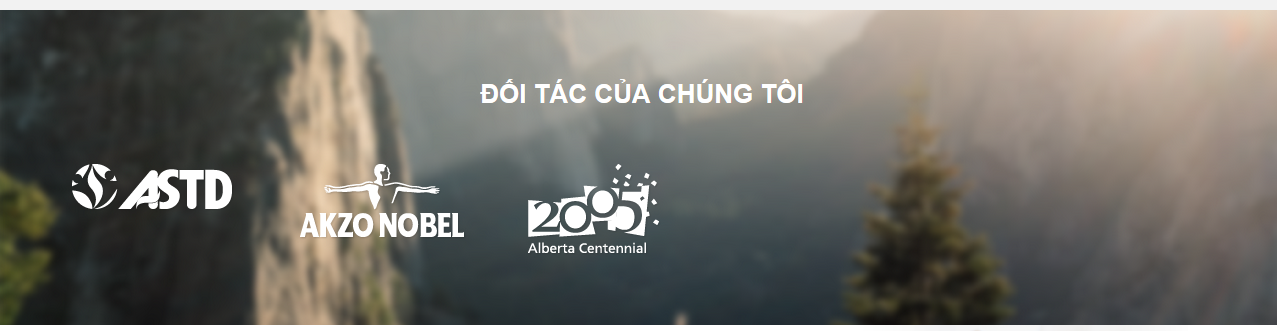 ĐỐI TÁC CỦA CHÚNG TÔI
ASTD
AKZO NOBEL
2005
Alberta Centennial